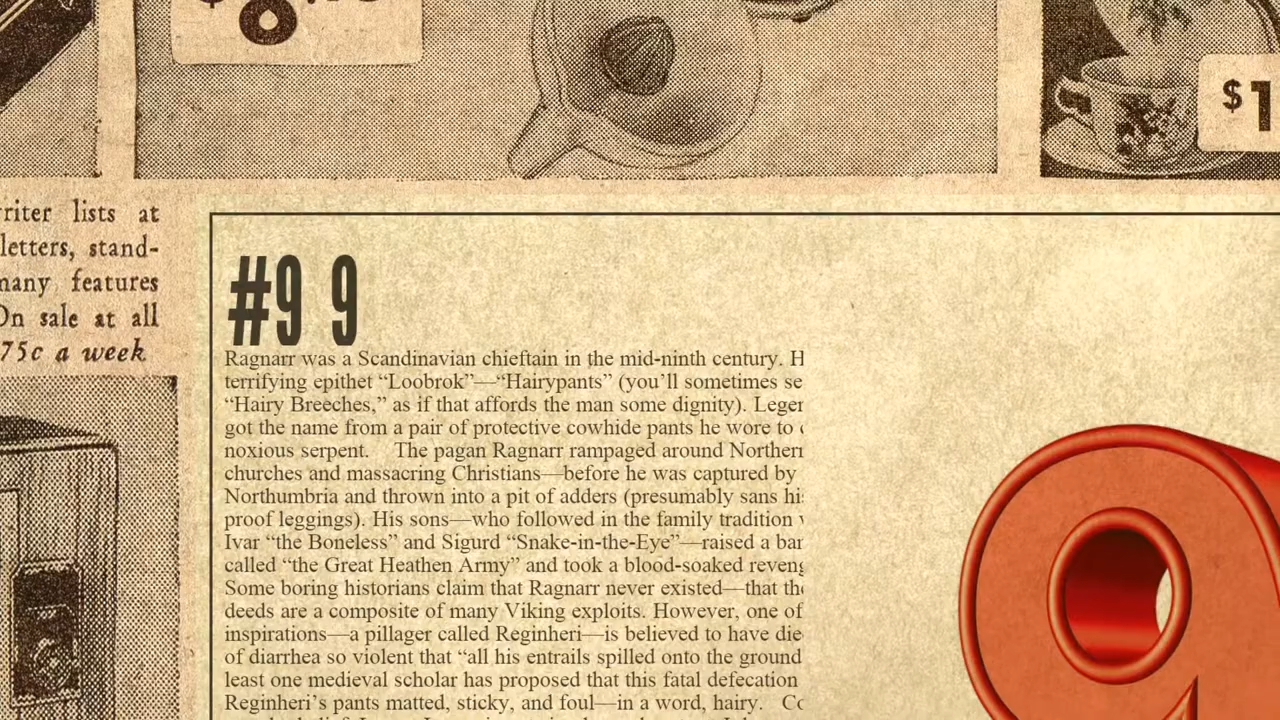 $1
riter lists at
letters, stand-
many features
On sale at all
75c a week
#9 9
Ragnarr was a Scandinavian chieftain in the mid-ninth century. H
terrifying epithet “Loobrok”—“Hairypants” (you’ll sometimes se
“Hairy Breeches,” as if that affords the man some dignity). Leger
got the name from a pair of protective cowhide pants he wore to
noxious serpent. The pagan Ragnarr rampaged around Northern
churches and massacring Christians—before he was captured by
Northumbria and thrown into a pit of adders (presumably sans his
proof leggings). His sons—who followed in the family tradition
Ivar “the Boneless” and Sigurd “Snake-in-the-Eye”—raised a bar
called “the Great Heathen Army” and took a blood-soaked reveng
Some boring historians claim that Ragnarr never existed—that the
deeds are a composite of many Viking exploits. However, one of
inspirations—a pillager called Reginheri—is believed to have die
of diarrhea so violent that “all his entrails spilled onto the ground
least one medieval scholar has proposed that this fatal defecation
Reginheri’s pants matted, sticky, and foul—in a word, hairy. Co
9